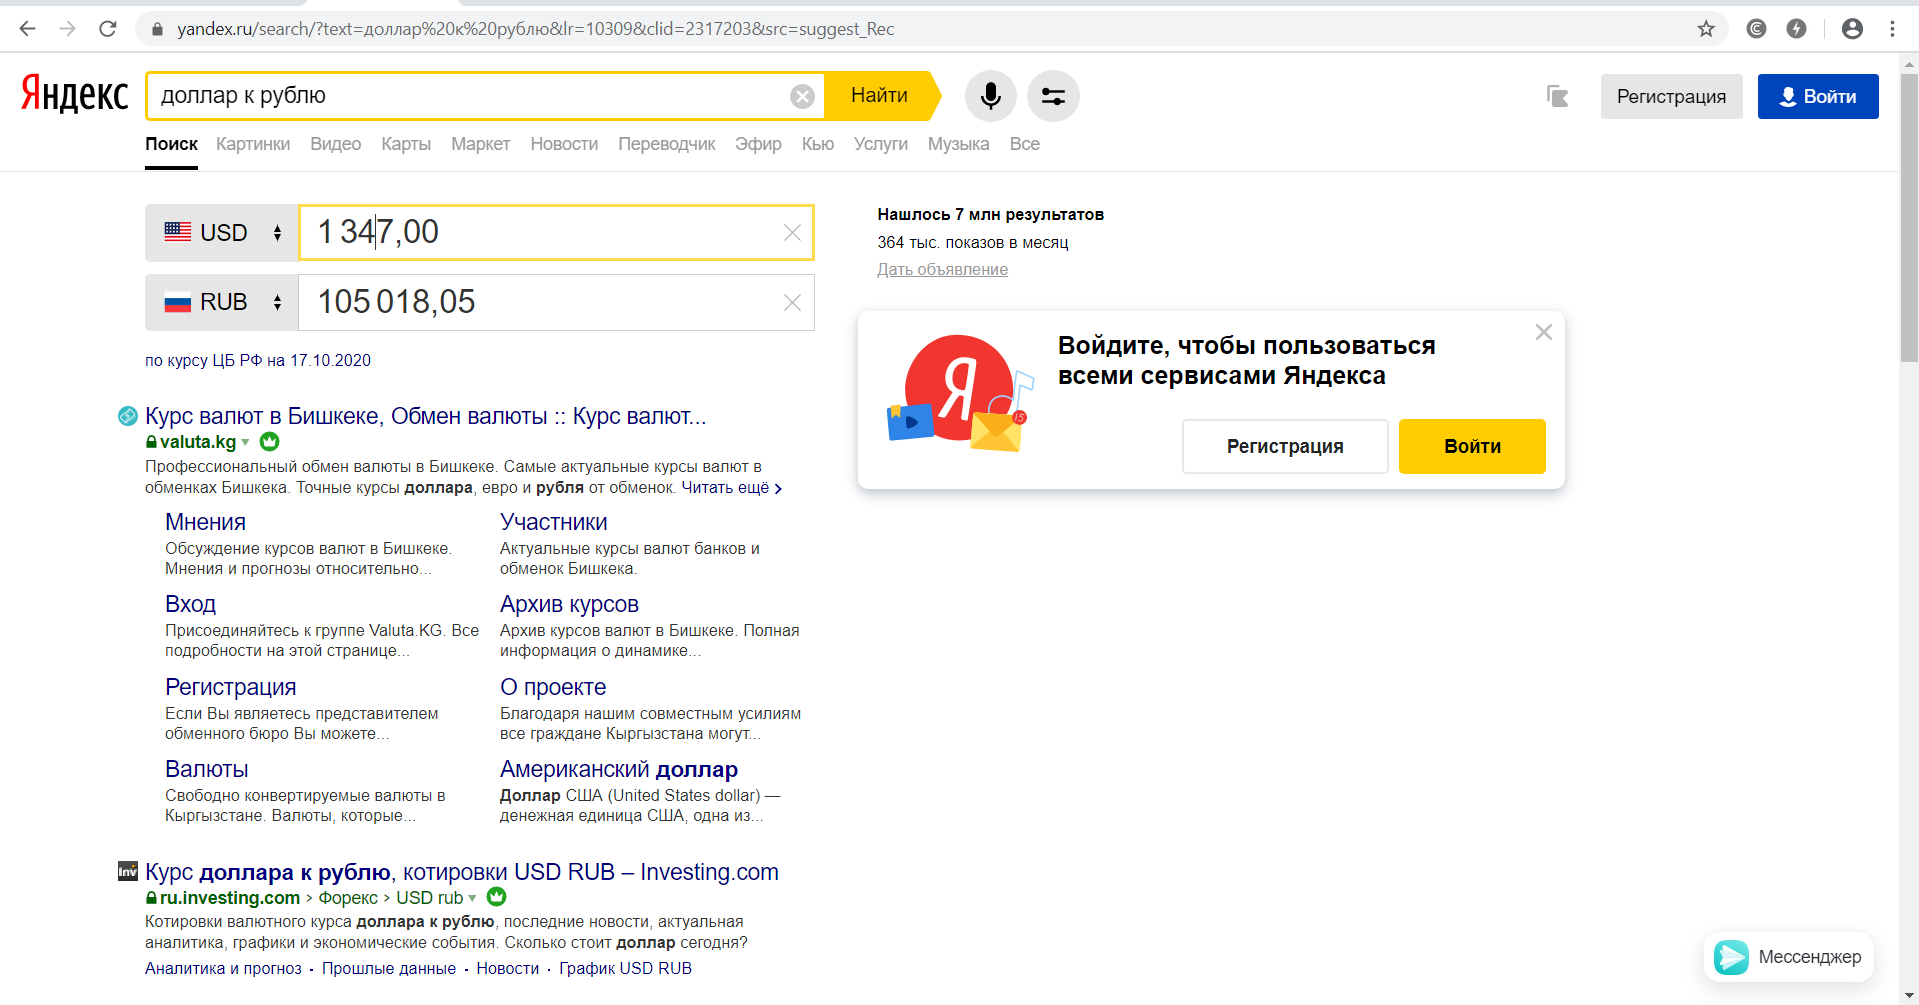 yandex.ru/search/?text=доллар%20к%20рублю&lr=10309&clid=2317203&src=suggest_Rec
Яндекс
доллар к рублю
Найти
Регистрация
Войти
Поиск Картинки Видео Карты Маркет Новости Переводчик Эфир Кью Услуги Музыка Все
USD 1 347,00
RUB 105 018,05
по курсу ЦБ РФ на 17.10.2020
Нашлось 7 млн результатов
364 тыс. показов в месяц
Дать объявление
Я
15
Войдите, чтобы пользоваться
всеми сервисами Яндекса
Регистрация
Войти
Курс валют в Бишкеке, Обмен валюты :: Курс валют...
valuta.kg
Профессиональный обмен валюты в Бишкеке. Самые актуальные курсы валют в
обменках Бишкека. Точные курсы доллара, евро и рубля от обменок. Читать ещё
Мнения
Обсуждение курсов валют в Бишкеке.
Мнения и прогнозы относительно...
Участники
Актуальные курсы валют банков и
обменок Бишкека.
Вход
Присоединяйтесь к группе Valuta.KG. Все
подробности на этой странице...
Архив курсов
Архив курсов валют в Бишкеке. Полная
информация о динамике...
Регистрация
Если Вы являетесь представителем
обменного бюро Вы можете...
О проекте
Благодаря нашим совместным усилиям
все граждане Кыргызстана могут...
Валюты
Свободно конвертируемые валюты в
Кыргызстане. Валюты, которые...
Американский доллар
Доллар США (United States dollar) —
денежная единица США, одна из...
Inv
Курс доллара к рублю, котировки USD RUB – Investing.com
ru.investing.com › Форекс › USD rub
Котировки валютного курса доллара к рублю, последние новости, актуальная
аналитика, графики и экономические события. Сколько стоит доллар сегодня?
Аналитика и прогноз · Прошлые данные · Новости · График USD RUB
Мессенджер